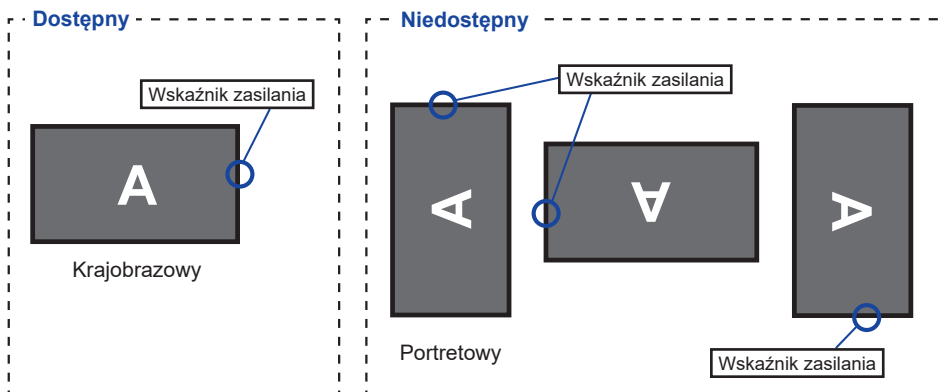 Dostępny
Wskaźnik zasilania
A
Krajobrazowy
Niedostępny
Wskaźnik zasilania
A
A
A
Portretowy
Wskaźnik zasilania